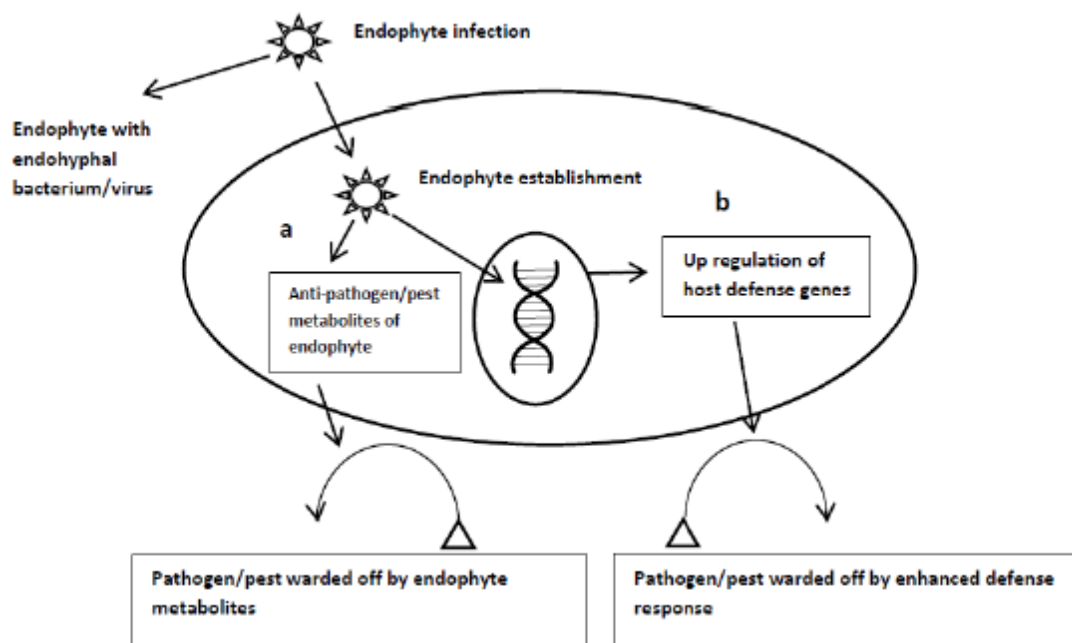 Endophyte infection
Endophyte with
endohyphal
bacterium/virus
Endophyte establishment
a
b
Anti-pathogen/pest
metabolites of
endophyte
Up regulation of
host defense genes
Pathogen/pest warded off by endophyte
metabolites
Pathogen/pest warded off by enhanced defense
response